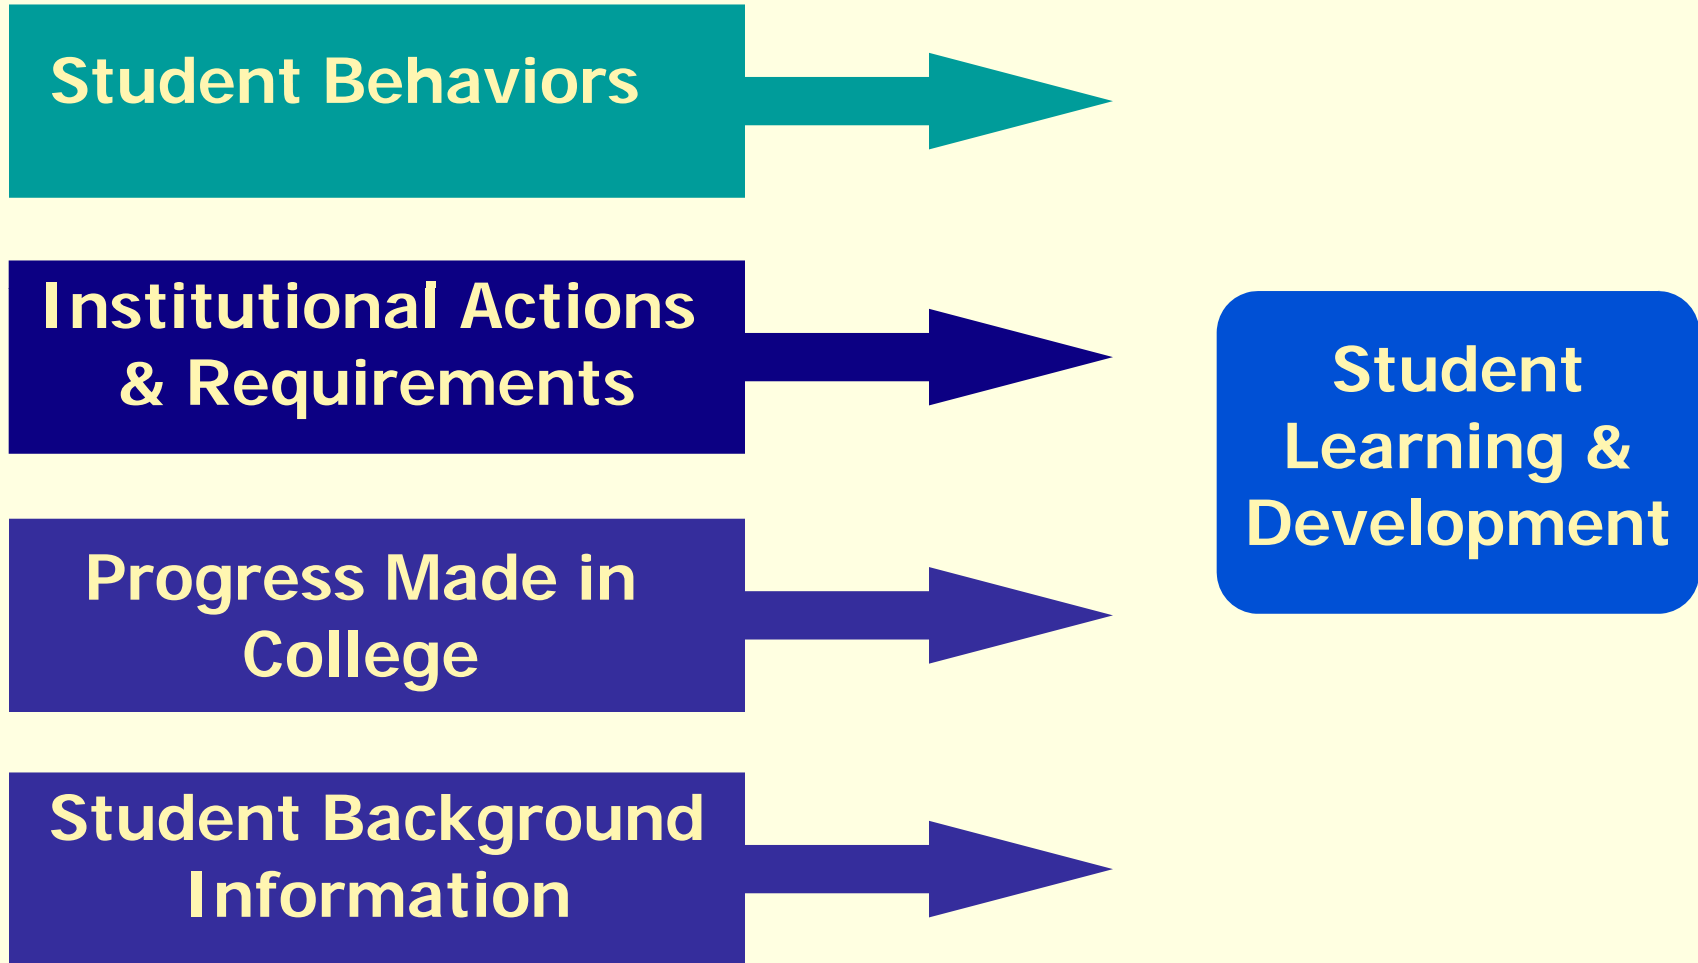 Student Behaviors
Institutional Actions
& Requirements
Progress Made in
College
Student Background
Information
Student
Learning &
Development